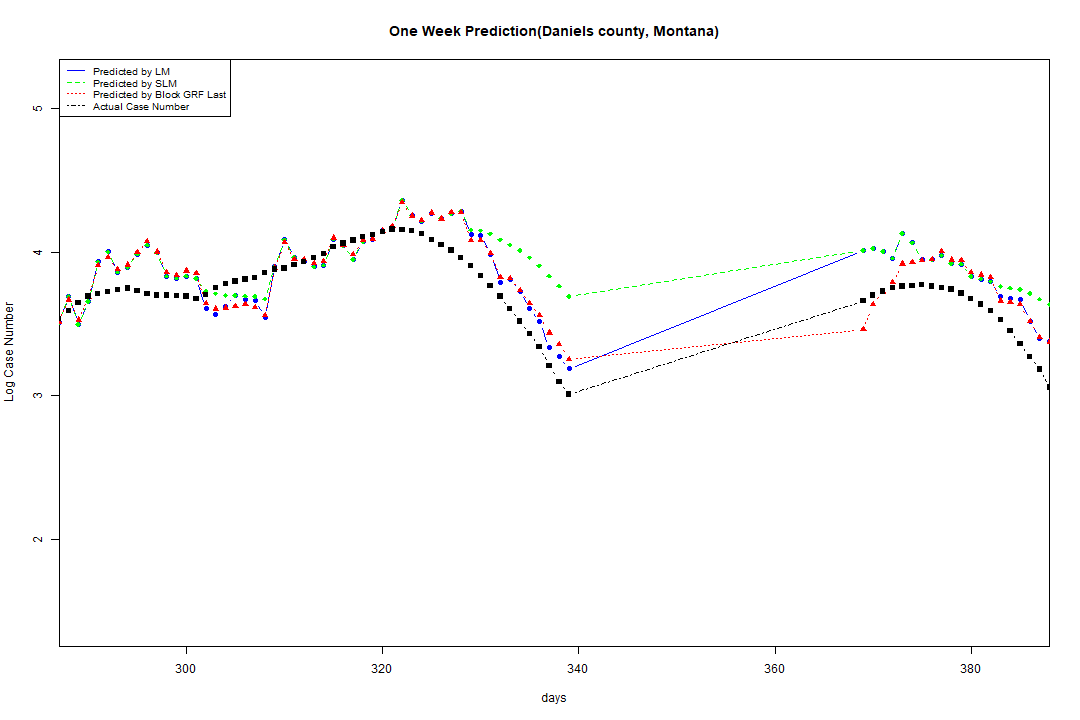 One Week Prediction(Daniels county, Montana)
Predicted by LM
Predicted by SLM
Predicted by Block GRF Last
Actual Case Number
5
4
3
2
Log Case Number
300 320 340 360 380
days